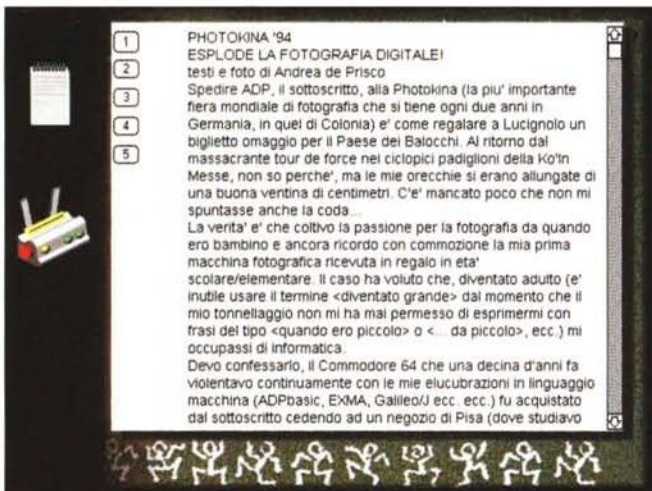 1
2
3
4
5
PHOTOKINA '94
ESPLODE LA FOTOGRAFIA DIGITALE!
testi e foto di Andrea de Prisco
Spedire ADP, il sottoscritto, alla Photokina (la piu' importante
fiera mondiale di fotografia che si tiene ogni due anni in
Germania, in quel di Colonia) e' come regalare a Lucignolo un
biglietto omaggio per il Paese dei Balocchi. Al ritorno dal
massacrante tour de force nei ciclopici padiglioni della Ko'ln
Messe, non so perche', ma le mie orecchie si erano allungate di
una buona ventina di centimetri. C'e' mancato poco che non mi
spuntasse anche la coda...
La verita' e' che coltivo la passione per la fotografia da quando
ero bambino e ancora ricordo con commozione la mia prima
macchina fotografica ricevuta in regalo in eta'
scolare/elementare. Il caso ha voluto che, diventato adulto (e'
inutile usare il termine <diventato grande> dal momento che il
mio tonnellaggio non mi ha mai permesso di esprimermi con
frasi del tipo <quando ero piccolo> o <... da piccolo>, ecc.) mi
occupassi di informatica.
Devo confessarlo, il Commodore 64 che una decina d'anni fa
violentavo continuamente con le mie elucubrazioni in linguaggio
macchina (ADPbasic, EXMA, Galileo/J ecc. ecc.) fu acquistato
dal sottoscritto cedendo ad un negozio di Pisa (dove studiavo